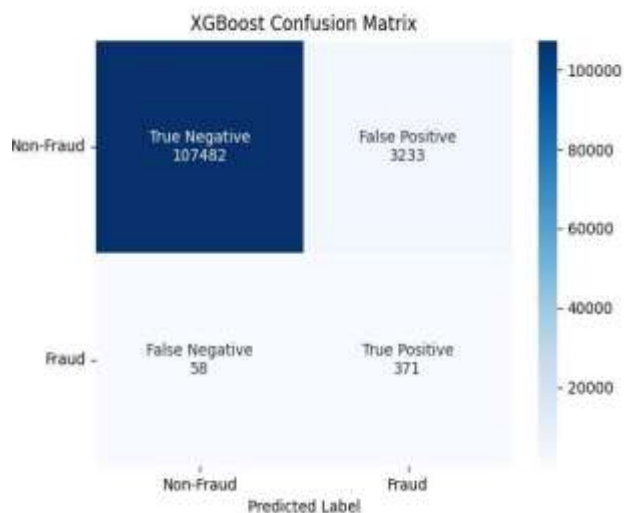 XGBoost Confusion Matrix
Non-Fraud
True Negative
107482
False Positive
3233
Fraud
False Negative
58
True Positive
371
Non-Fraud
Fraud
Predicted Label
100000
80000
60000
40000
20000